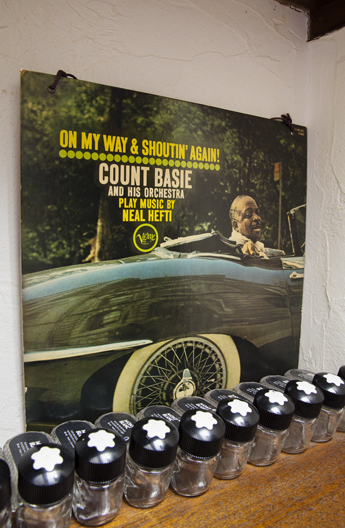 ON MY WAY & SHOUTIN' AGAIN!
COUNT BASIE
AND HIS ORCHESTRA
PLAY MUSIC BY
NEAL HEFTI
Verve